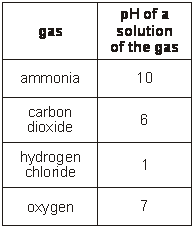 gas
pH of a
solution
of the gas
ammonia
10
carbon
dioxide
6
hydrogen
chloride
1
oxygen
7